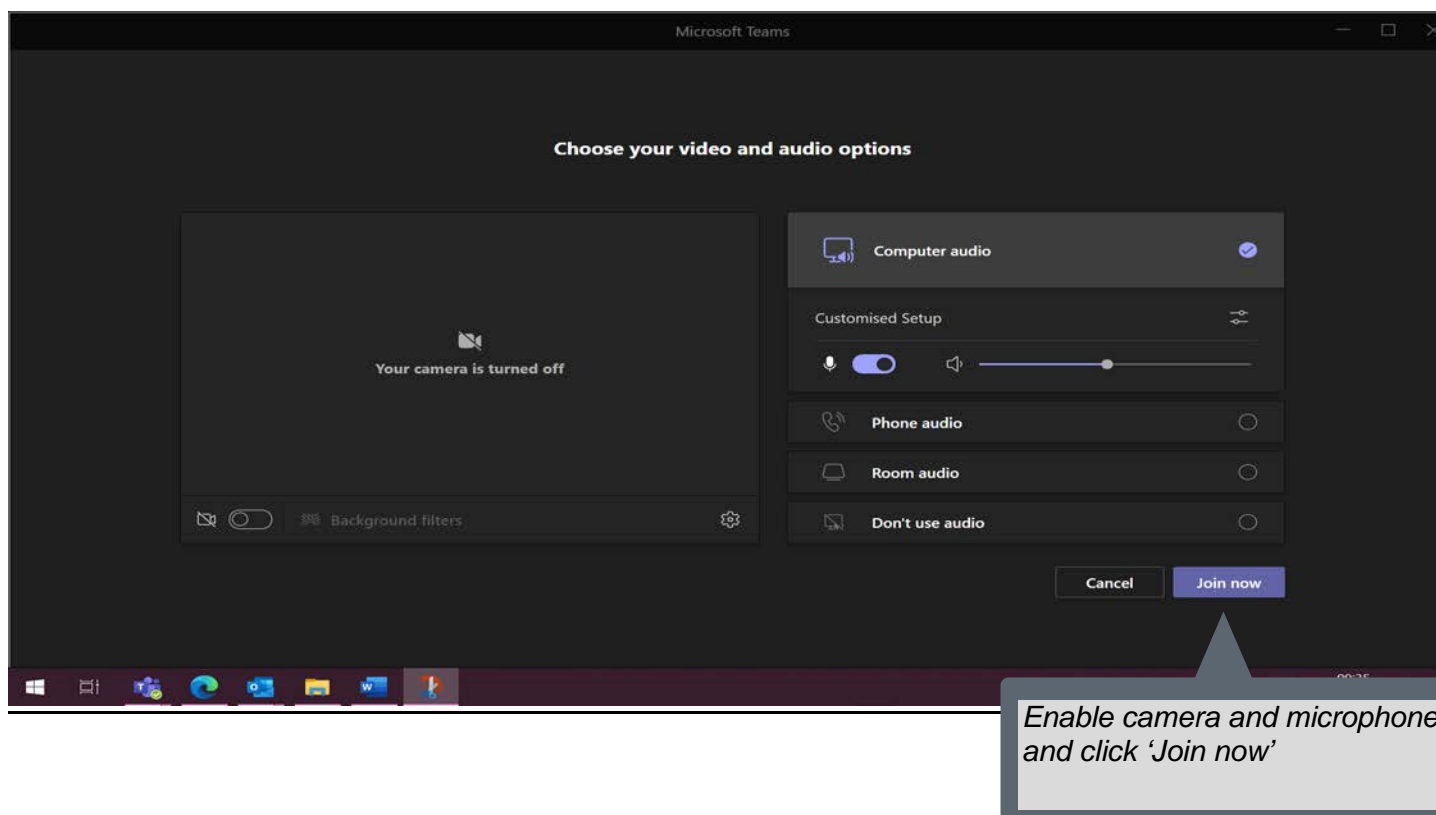 Microsoft Teams
Choose your video and audio options
Your camera is turned off
Background filters
Computer audio
Customised Setup
Phone audio
Room audio
Don't use audio
Cancel
Join now
Enable camera and microphone
and click ‘Join now’